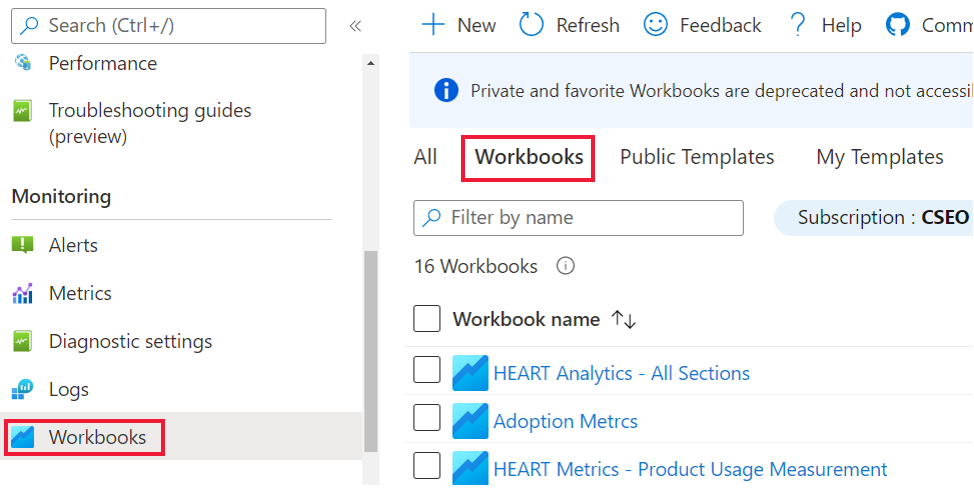 Search (Ctrl+/)
Performance
Troubleshooting guides
(preview)
Monitoring
Alerts
Metrics
Diagnostic settings
Logs
Workbooks
New Refresh Feedback Help Comm
Private and favorite Workbooks are deprecated and not accessi
All Workbooks Public Templates My Templates
Filter by name Subscription : CSEO
16 Workbooks
Workbook name
HEART Analytics - All Sections
Adoption Metrcs
HEART Metrics - Product Usage Measurement